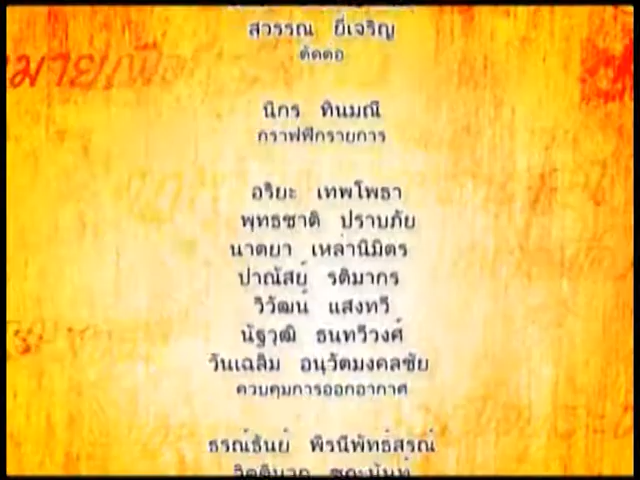 สุวรรณ ยี่เจริญ
ตัดต่อ
นิกร ทินมณี
กราฟฟิกรายการ
อริยะ เทพโพธา
พุทธชาติ ปราบภัย
นาตยา เหล่านิมิตร
ปาณัสย์ รติมากร
วิวัฒน์ แสงทวี
นัฐวุฒิ ธนทวีวงศ์
วันเฉลิม อนุวัตมงคลชัย
ควบคุมการออกอากาศ
ธรณ์ธันย์ พิรนีพัทธ์สรณ์